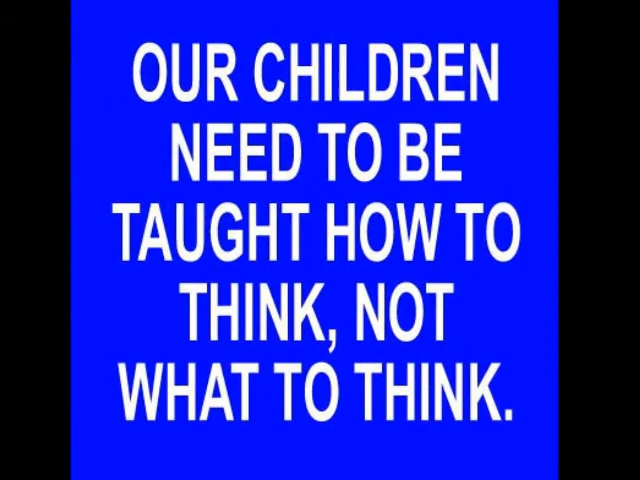 OUR CHILDREN
NEED TO BE
TAUGHT HOW TO
THINK, NOT
WHAT TO THINK.